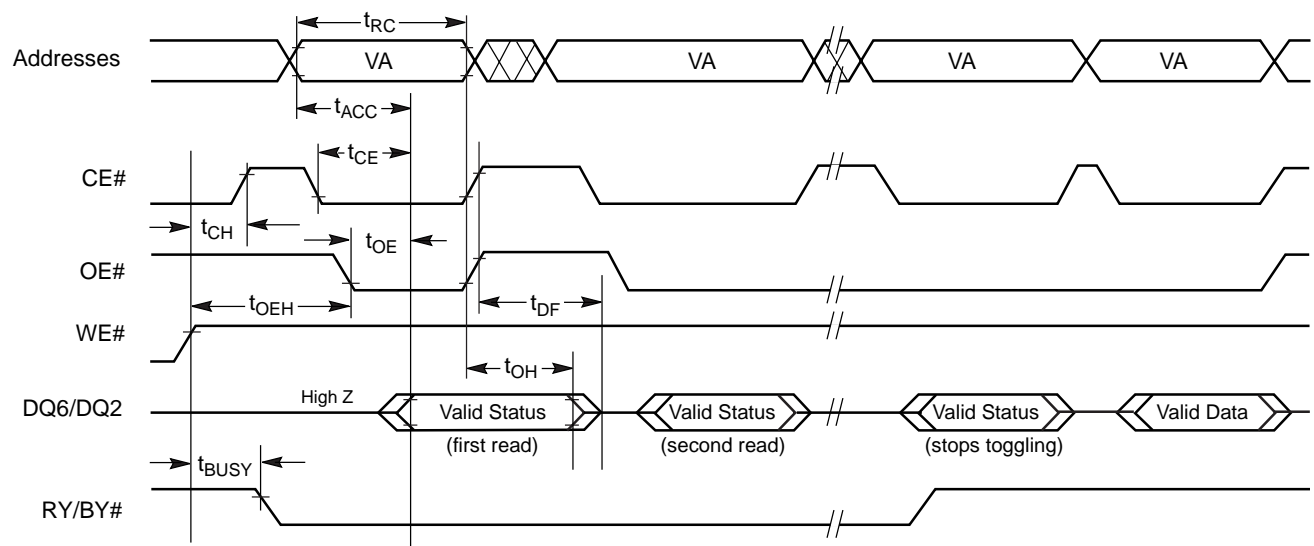 tRC
Addresses VA VA VA VA
tACC
tCE
CE#
tCH
tOE
OE#
tOEH
tDF
WE#
tOH
High Z
DQ6/DQ2 Valid Status Valid Status Valid Status Valid Data
(first read) (second read) (stops toggling)
tBUSY
RY/BY#